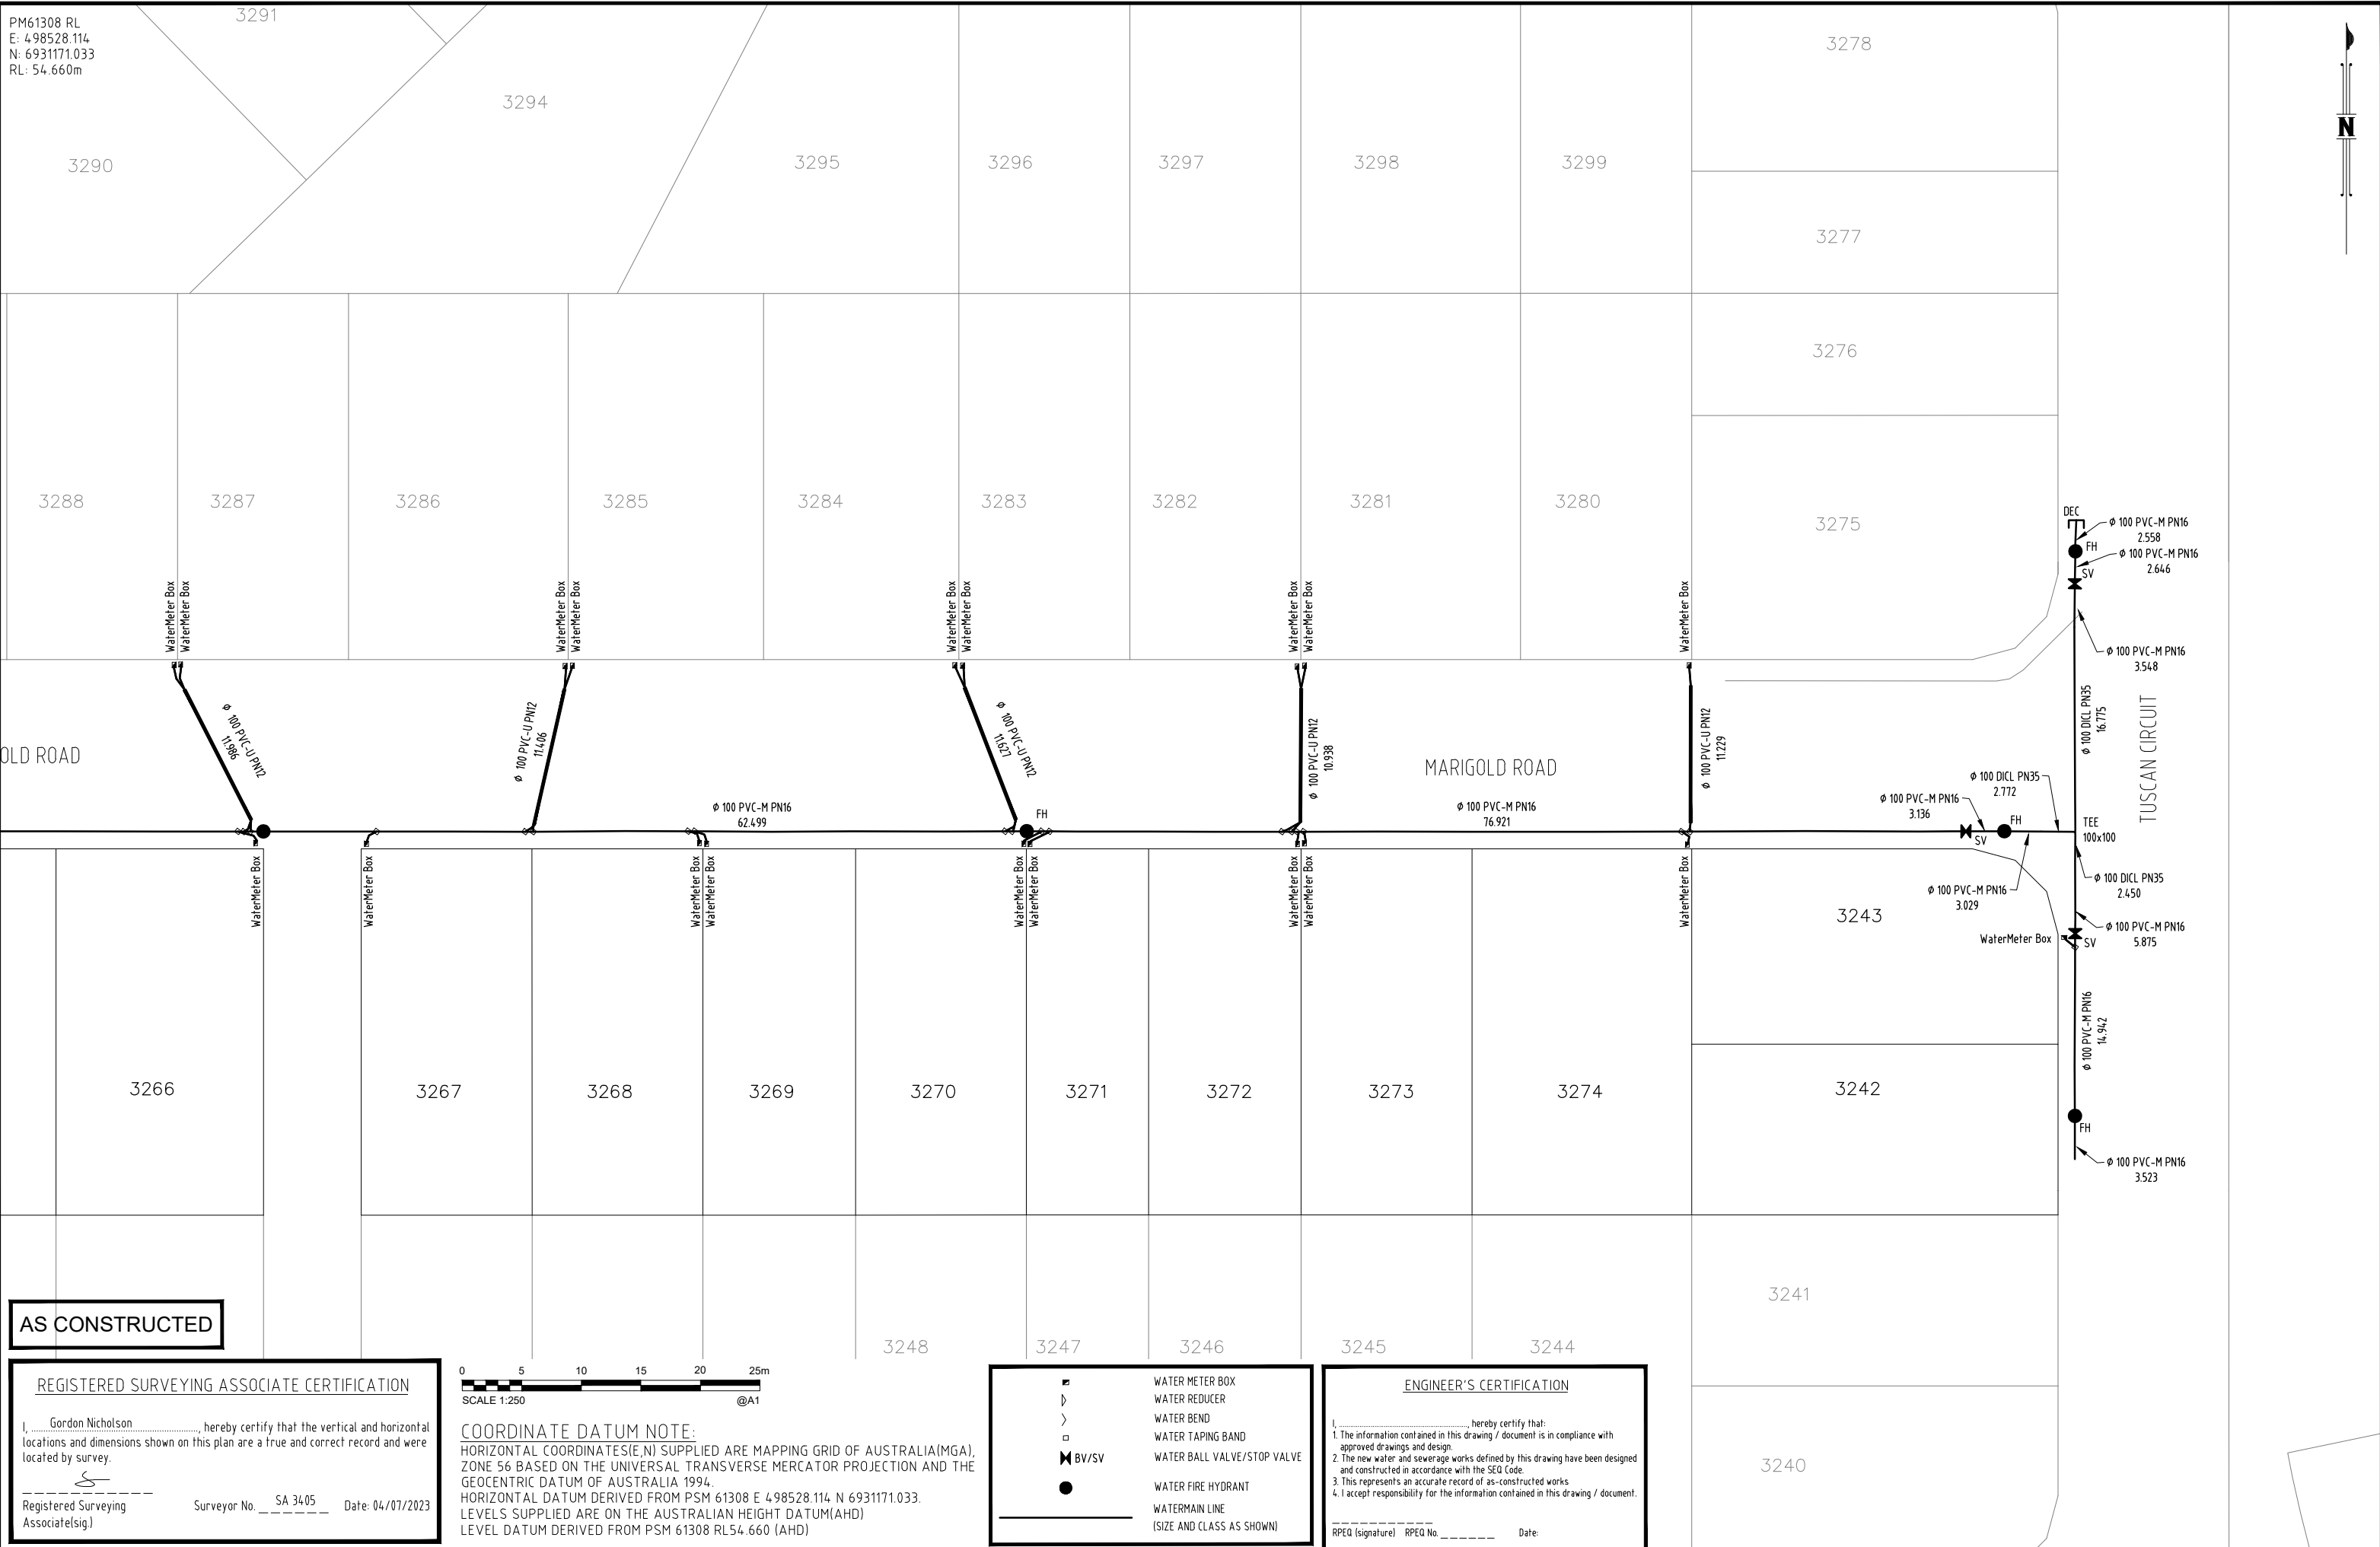 PM61308 RL
E: 498528.114
N: 6931171.033
RL: 54.660m
3291
3278
3294
3290
3295
3296
3297
3298
3299
N
3277
3276
3288
3287
3286
3285
3284
3283
3282
3281
3280
3275
DEC
Ø 100 PVC-M PN16
2.558
FH
Ø 100 PVC-M PN16
2.646
SV
WaterMeter Box
WaterMeter Box
WaterMeter Box
WaterMeter Box
WaterMeter Box
WaterMeter Box
WaterMeter Box
WaterMeter Box
WaterMeter Box
Ø 100 PVC-M PN16
3.548
Ø 100 DICL PN35
16.775
TUSCAN CIRCUIT
OLD ROAD
Ø 100 PVC-U PN12
11.986
Ø 100 PVC-U PN12
11.406
Ø 100 PVC-U PN12
11.627
Ø 100 PVC-U PN12
10.938
MARIGOLD ROAD
Ø 100 PVC-U PN12
11.229
Ø 100 PVC-M PN16
62.499
FH
Ø 100 PVC-M PN16
76.921
Ø 100 PVC-M PN16
3.136
Ø 100 DICL PN35
2.772
FH
SV
TEE
100x100
WaterMeter Box
WaterMeter Box
WaterMeter Box
WaterMeter Box
WaterMeter Box
WaterMeter Box
WaterMeter Box
WaterMeter Box
WaterMeter Box
Ø 100 PVC-M PN16
3.029
Ø 100 DICL PN35
2.450
3243
Ø 100 PVC-M PN16
5.875
WaterMeter Box
SV
Ø 100 PVC-M PN16
14.942
3266
3267
3268
3269
3270
3271
3272
3273
3274
3242
FH
Ø 100 PVC-M PN16
3.523
3241
3248
3247
3246
3245
3244
3240
AS CONSTRUCTED
REGISTERED SURVEYING ASSOCIATE CERTIFICATION
I, Gordon Nicholson, hereby certify that the vertical and horizontal
locations and dimensions shown on this plan are a true and correct record and were
located by survey.
Registered Surveying Surveyor No. SA 3405 Date: 04/07/2023
Associate(sig.)
0 5 10 15 20 25m
SCALE 1:250 @A1
COORDINATE DATUM NOTE:
HORIZONTAL COORDINATES(E,N) SUPPLIED ARE MAPPING GRID OF AUSTRALIA(MGA),
ZONE 56 BASED ON THE UNIVERSAL TRANSVERSE MERCATOR PROJECTION AND THE
GEOCENTRIC DATUM OF AUSTRALIA 1994.
HORIZONTAL DATUM DERIVED FROM PSM 61308 E 498528.114 N 6931171.033.
LEVELS SUPPLIED ARE ON THE AUSTRALIAN HEIGHT DATUM(AHD)
LEVEL DATUM DERIVED FROM PSM 61308 RL54.660 (AHD)
WATER METER BOX
WATER REDUCER
WATER BEND
WATER TAPING BAND
BV/SV WATER BALL VALVE/STOP VALVE
WATER FIRE HYDRANT
WATERMAIN LINE
(SIZE AND CLASS AS SHOWN)
ENGINEER'S CERTIFICATION
I, ........................, hereby certify that:
1. The information contained in this drawing / document is in compliance with
approved drawings and design.
2. The new water and sewerage works defined by this drawing have been designed
and constructed in accordance with the SEQ Code.
3. This represents an accurate record of as-constructed works
4. I accept responsibility for the information contained in this drawing / document.
RPEQ (signature) RPEQ No. ______ Date: